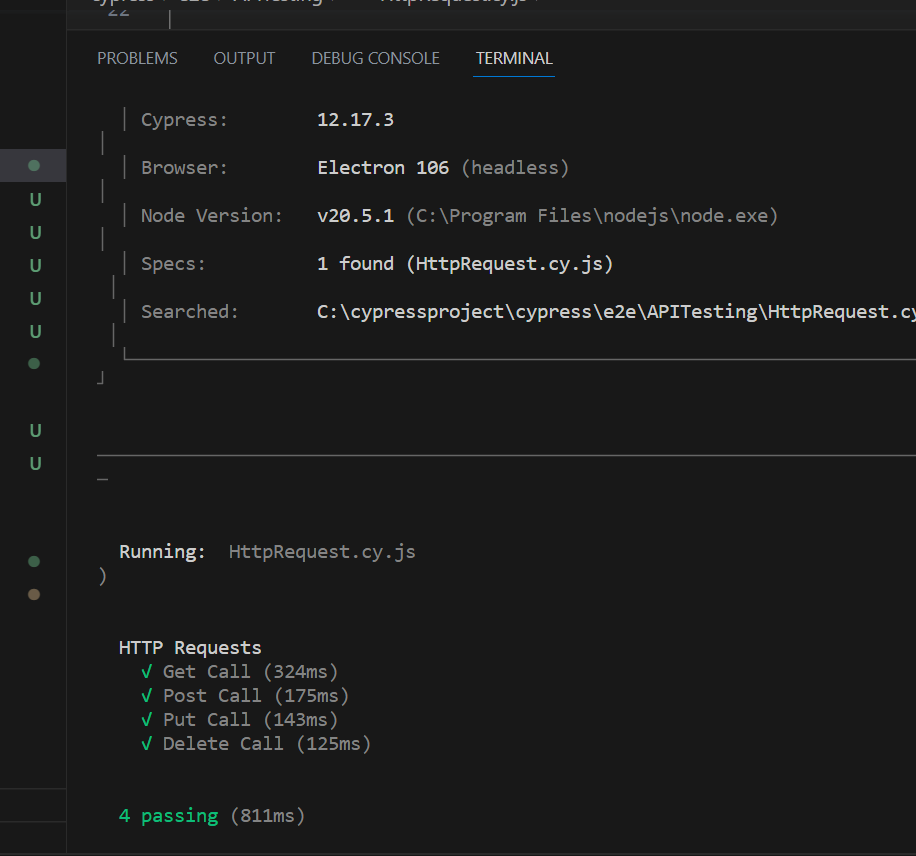 22
PROBLEMS OUTPUT DEBUG CONSOLE TERMINAL
Cypress: 12.17.3
Browser: Electron 106 (headless)
U
Node Version: v20.5.1 (C:\Program Files\nodejs\node.exe)
U
Specs: 1 found (HttpRequest.cy.js)
U
U
Searched: C:\cypressproject\cypress\e2e\APITesting\HttpRequest.cy
U
U
U
Running: HttpRequest.cy.js
)
HTTP Requests
√ Get Call (324ms)
√ Post Call (175ms)
√ Put Call (143ms)
√ Delete Call (125ms)
4 passing (811ms)